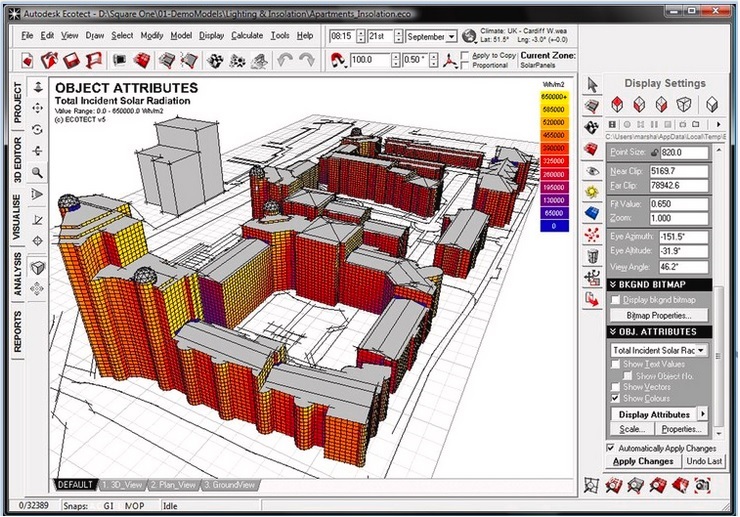 Autodesk Ecotect - D:\Square One\01-DemoModels\Lighting & Insolation\Apartments_Insolation.eco
File Edit View Draw Select Modify Model Display Calculate Tools Help
08:15 21st September
Climate: UK - Cardiff W.wea
Lat: 51.5° Lng: -3.0° (+-0.0)
100.0 0.50° Apply to Copy Current Zone:
Proportional SolarPanels
PROJECT
3D EDITOR
VISUALISE
ANALYSIS
REPORTS
OBJECT ATTRIBUTES
Total Incident Solar Radiation
Value Range: 0.0 - 650000.0 Wh/m2
(c) ECOTECT v5
Wh/m2
650000+
585000
520000
455000
390000
325000
260000
195000
130000
65000
0
Display Settings
Point Size: 820.0
Near Clip: 5169.7
Far Clip: 78942.6
Fit Value: 0.650
Zoom: 1.000
Eye Azimuth: -151.5°
Eye Altitude: -31.9°
View Angle: 46.2°
BKGND BITMAP
Display bkgnd bitmap
Bitmap Properties...
OBJ. ATTRIBUTES
Total Incident Solar Rac
Show Text Values
Show Object No.
Show Vectors
Show Colours
Display Attributes
Scale... Properties...
Automatically Apply Changes
Apply Changes Undo Last
DEFAULT 1. 3D_View 2. Plan_View 3. GroundView
0/32389 Snaps: GI MOP Idle